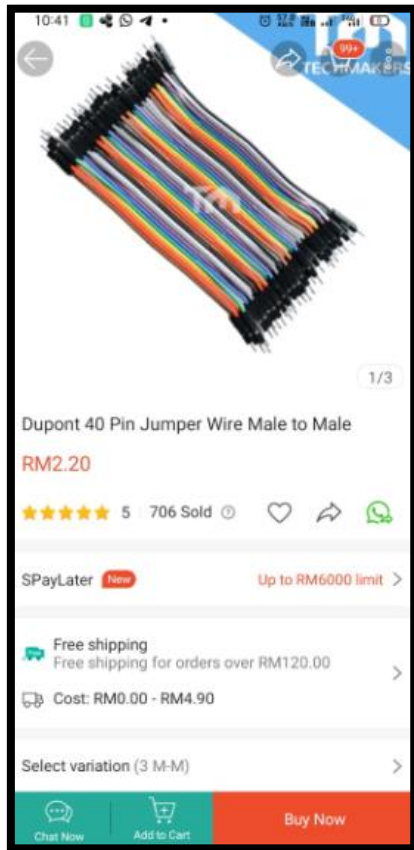 10:41
99+
TECHMAKERS
Tm
1/3
Dupont 40 Pin Jumper Wire Male to Male
RM2.20
5 706 Sold
SPayLater New Up to RM6000 limit
Free shipping
Free shipping for orders over RM120.00
Cost: RM0.00 - RM4.90
Select variation (3 M-M)
Chat Now Add to Cart Buy Now